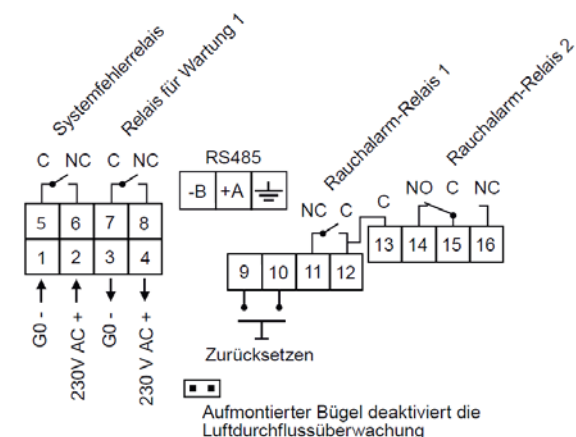 Systemfehlerrelais
Relais für Wartung 1
C NC C NC
RS485
-B +A
5 6 7 8
1 2 3 4
G0 -
230V AC +
G0 -
230 V AC +
Rauchalarm-Relais 1
Rauchalarm-Relais 2
NC C C NO C NC
13 14 15 16
9 10 11 12
Zurücksetzen
Aufmontierter Bügel deaktiviert die
Luftdurchflussüberwachung